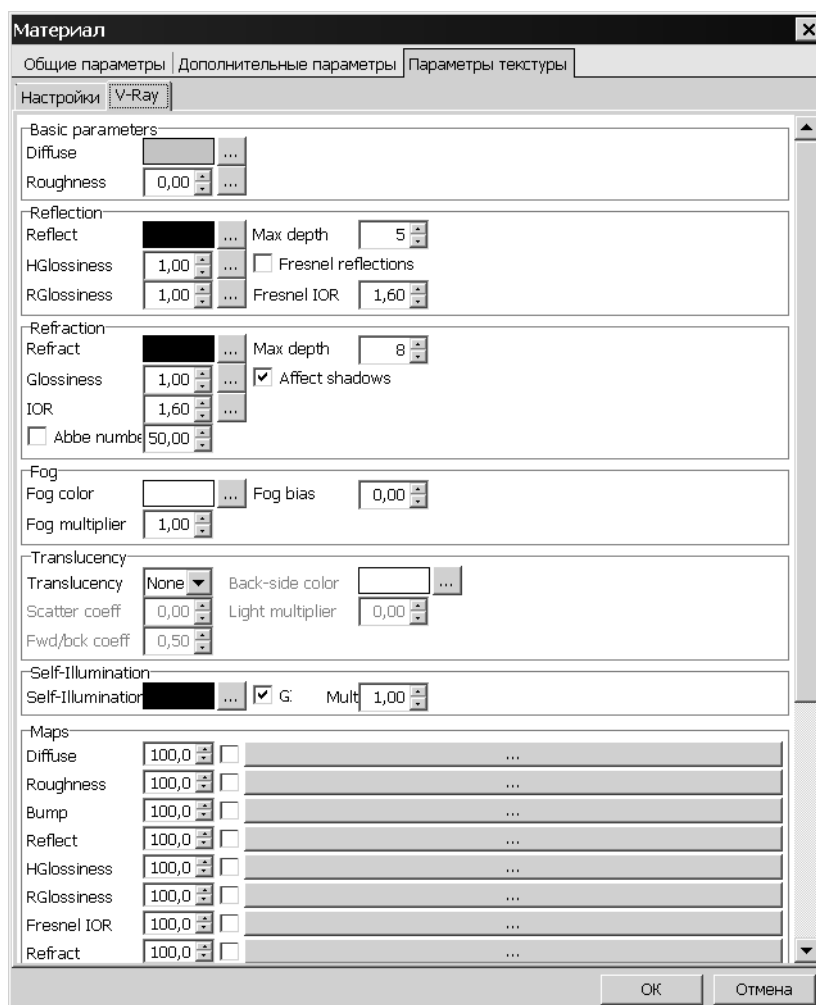 Материал
Общие параметры Дополнительные параметры Параметры текстуры
Настройки V-Ray
Basic parameters
Diffuse ...
Roughness 0,00 ...
Reflection
Reflect ... Max depth 5
HGlossiness 1,00 ... Fresnel reflections
RGlossiness 1,00 ... Fresnel IOR 1,60
Refraction
Refract ... Max depth 8
Glossiness 1,00 ... Affect shadows
IOR 1,60 ...
Abbe numbe 50,00
Fog
Fog color ... Fog bias 0,00
Fog multiplier 1,00
Translucency
Translucency None Back-side color ...
Scatter coeff 0,00 Light multiplier 0,00
Fwd/bck coeff 0,50
Self-Illumination
Self-Illumination ... Mult 1,00
Maps
Diffuse 100,0 ...
Roughness 100,0 ...
Bump 100,0 ...
Reflect 100,0 ...
HGlossiness 100,0 ...
RGlossiness 100,0 ...
Fresnel IOR 100,0 ...
Refract 100,0 ...
ОК Отмена